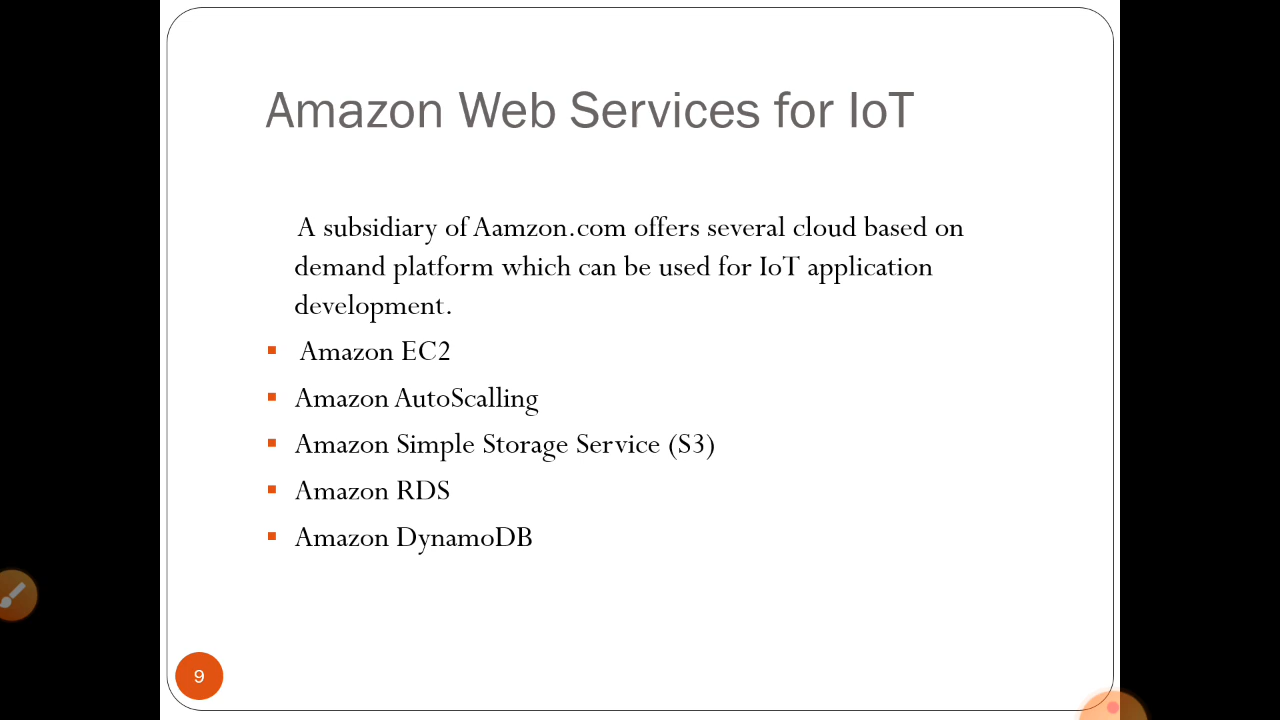 Amazon Web Services for IoT
A subsidiary of Aamzon.com offers several cloud based on
demand platform which can be used for IoT application
development.
Amazon EC2
Amazon AutoScalling
Amazon Simple Storage Service (S3)
Amazon RDS
Amazon DynamoDB
9